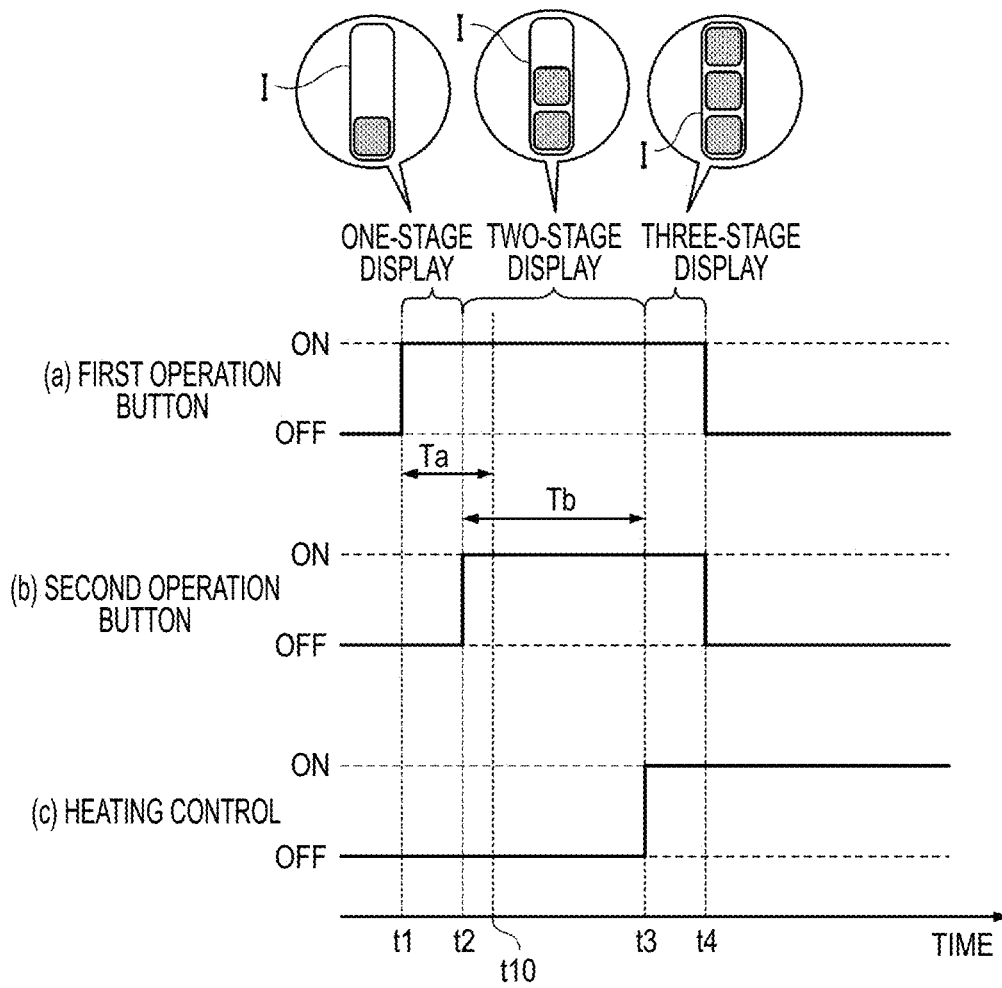 I
I
I
ONE-STAGE
DISPLAY
TWO-STAGE
DISPLAY
THREE-STAGE
DISPLAY
ON
(a) FIRST OPERATION
BUTTON
OFF
Ta
Tb
ON
(b) SECOND OPERATION
BUTTON
OFF
ON
(c) HEATING CONTROL
OFF
t1
t2
t10
t3
t4
TIME